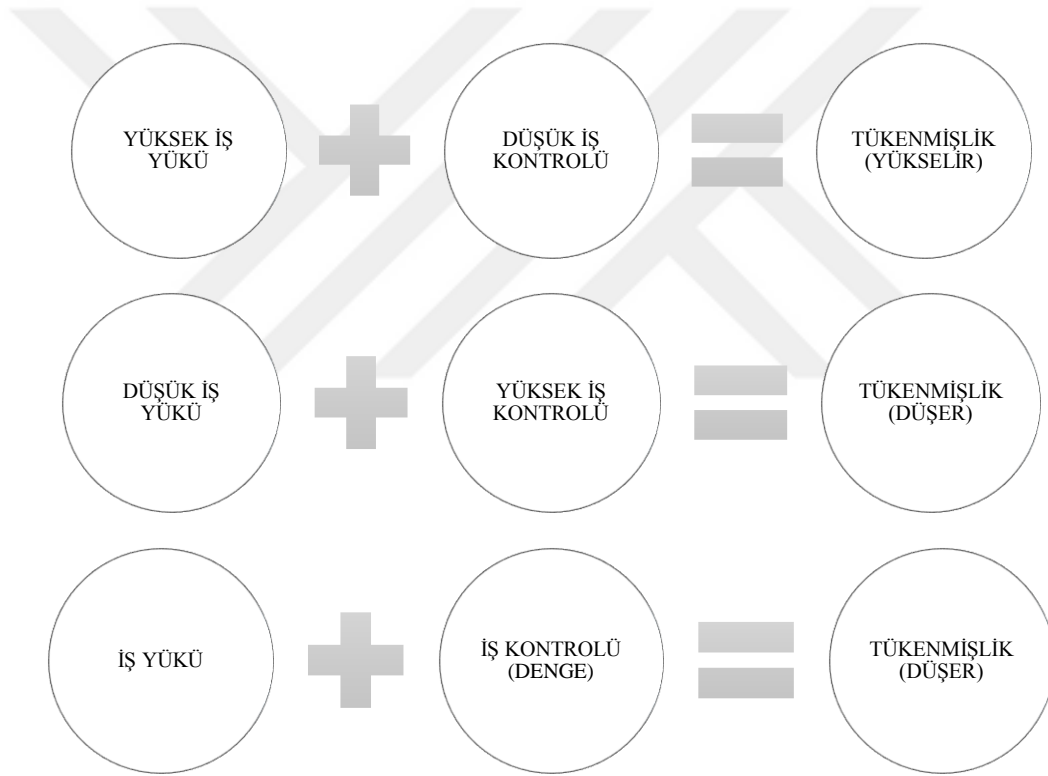 YÜKSEK İŞ
YÜKÜ
DÜŞÜK İŞ
KONTROLÜ
TÜKENMİŞLİK
(YÜKSELİR)
DÜŞÜK İŞ
YÜKÜ
YÜKSEK İŞ
KONTROLÜ
TÜKENMİŞLİK
(DÜŞER)
İŞ YÜKÜ
İŞ KONTROLÜ
(DENGE)
TÜKENMİŞLİK
(DÜŞER)